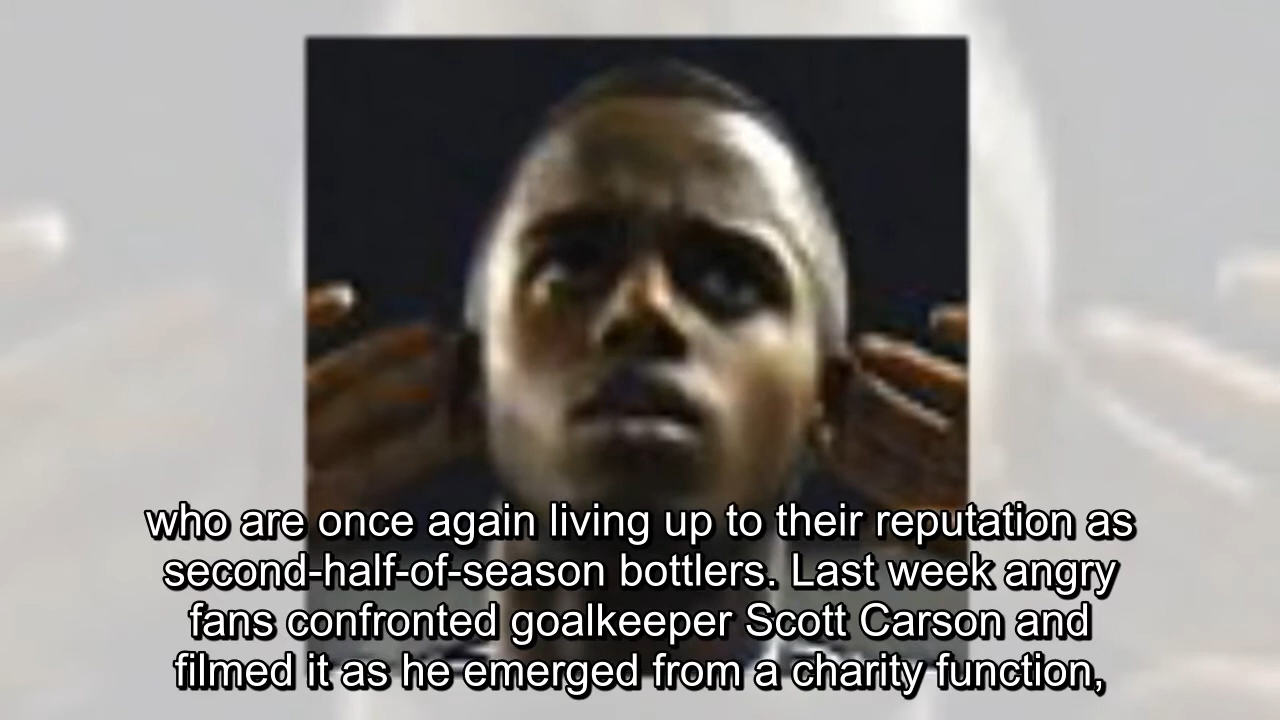 who are once again living up to their reputation as
second-half-of-season bottlers. Last week angry
fans confronted goalkeeper Scott Carson and
filmed it as he emerged from a charity function,